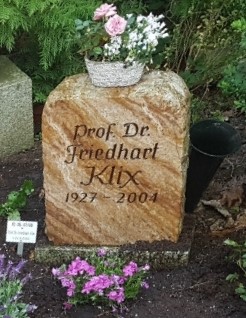 Prof. Dr.
Friedhart
Klix
1927 - 2004